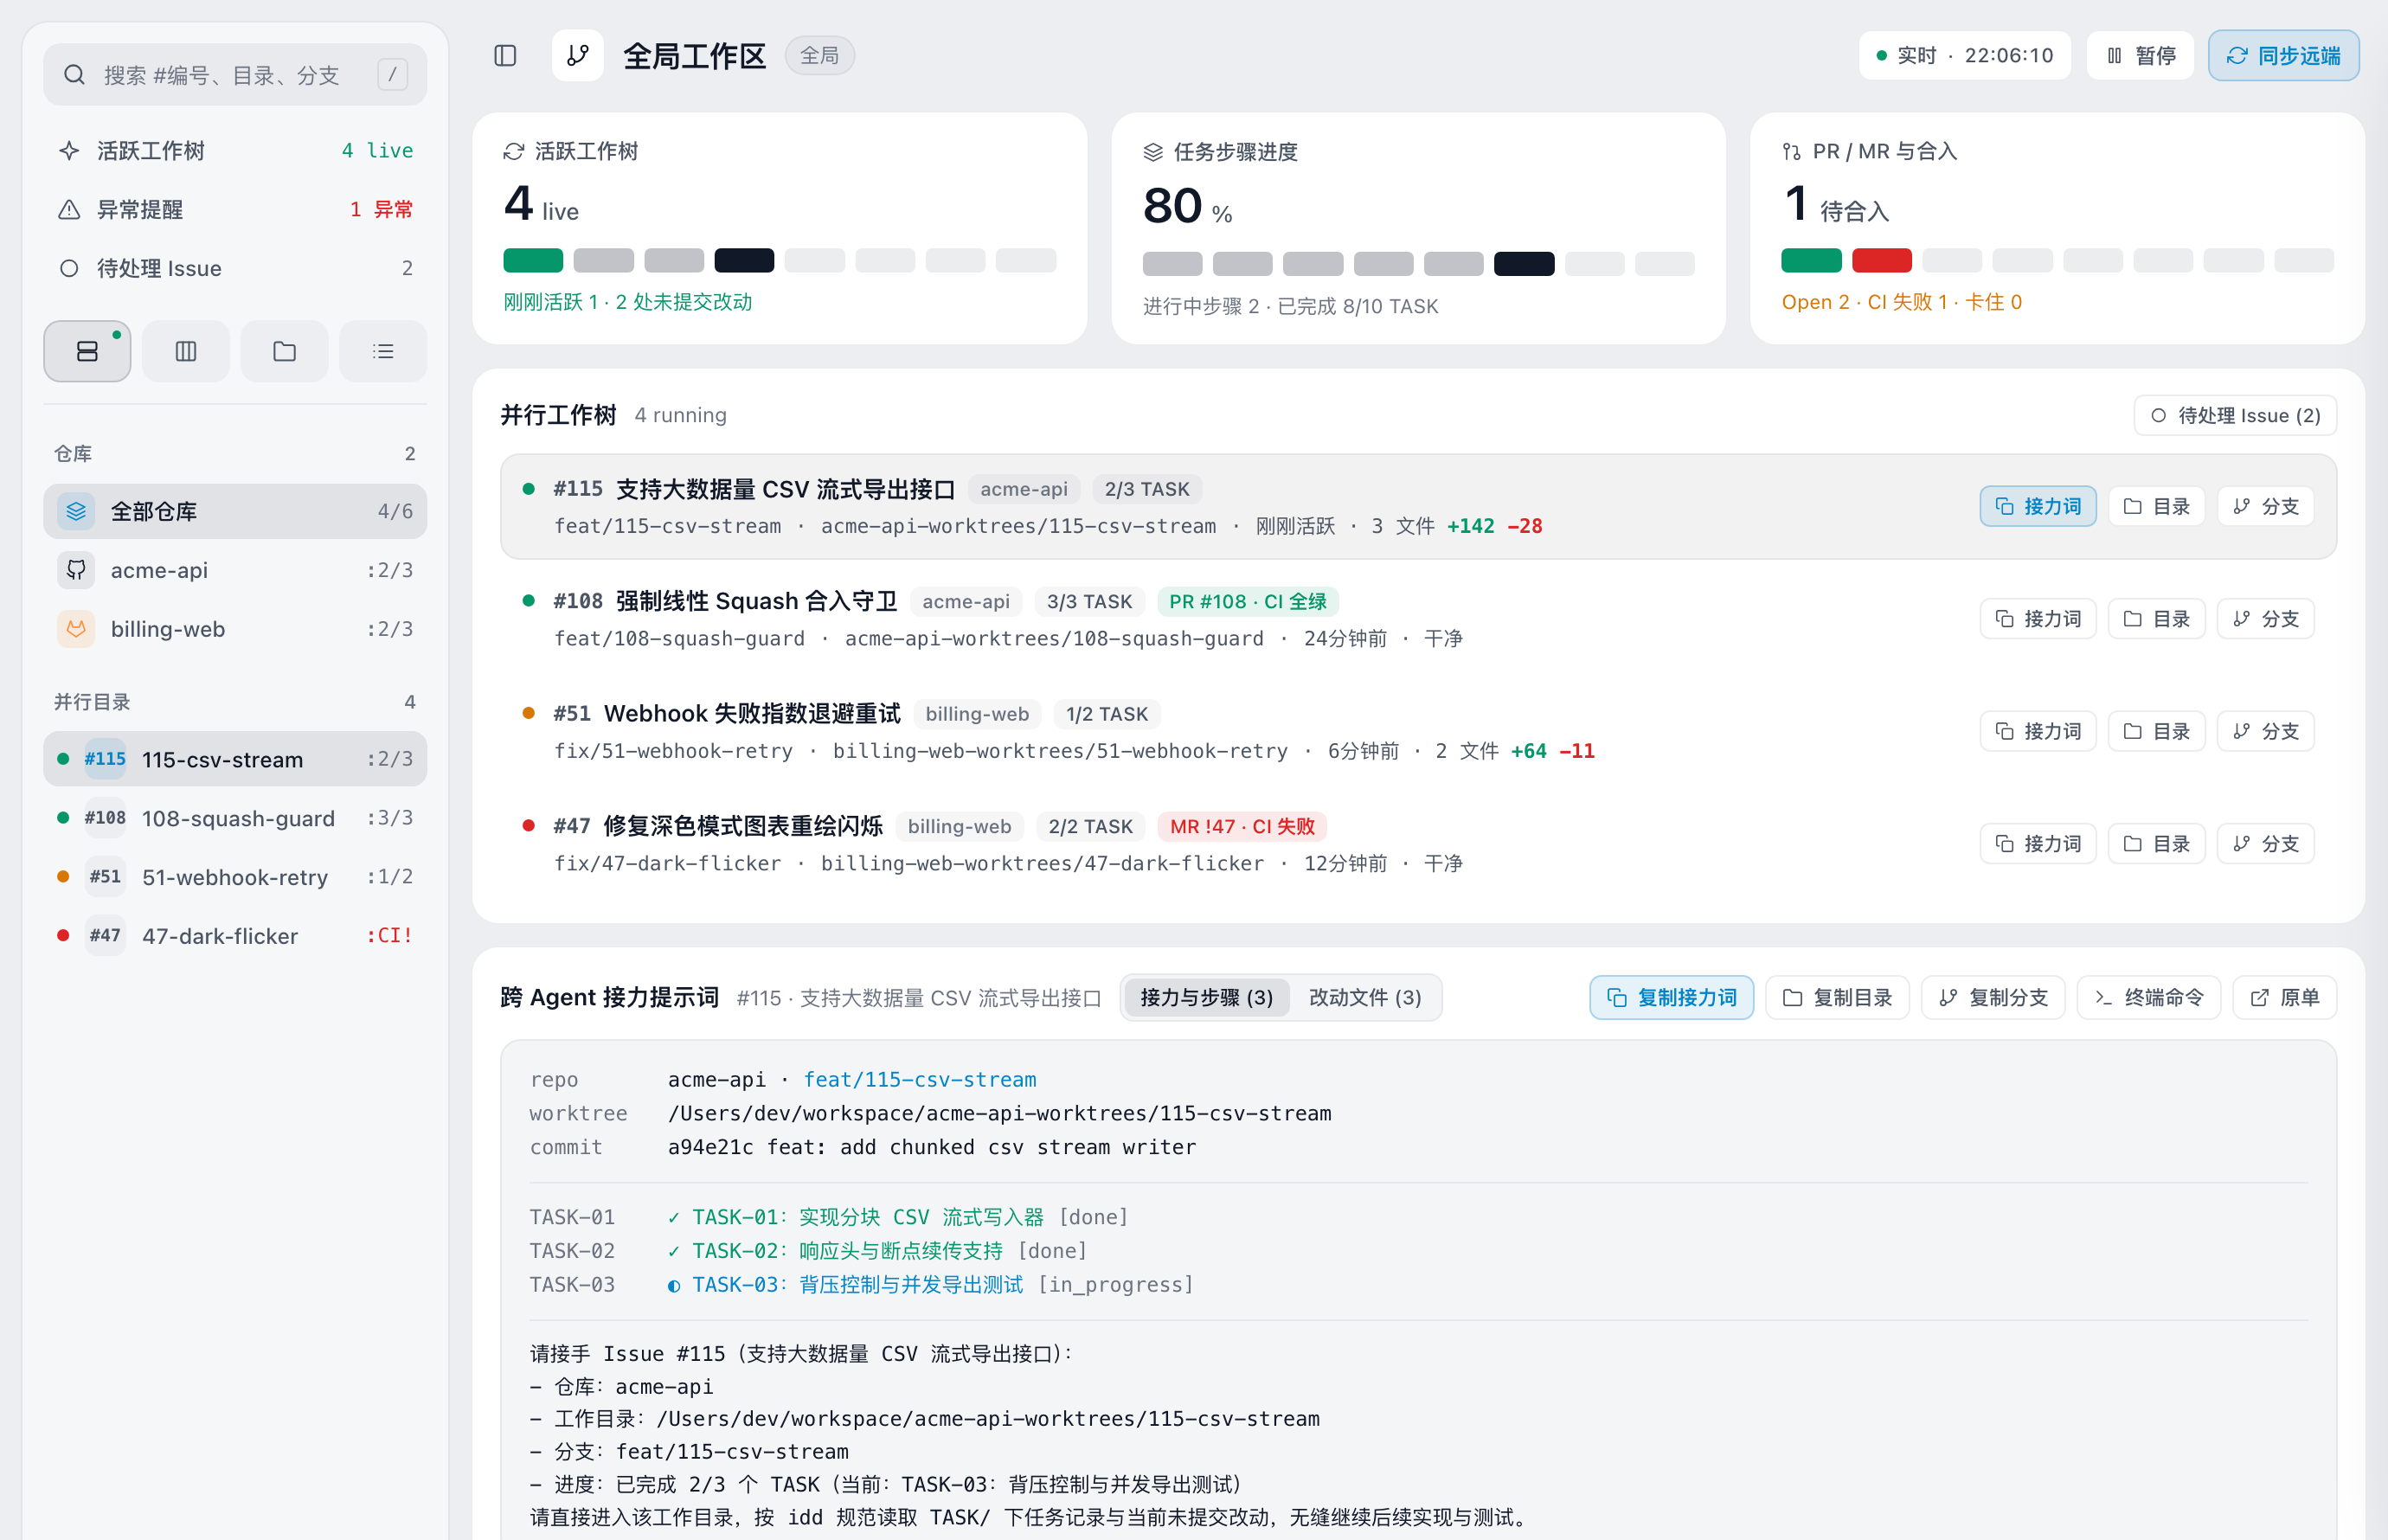 搜索 #编号、目录、分支 /
活跃工作树 4 live
异常提醒 1 异常
待处理 Issue 2
仓库 2
全部仓库 4/6
acme-api :2/3
billing-web :2/3
并行目录 4
#115 115-csv-stream :2/3
#108 108-squash-guard :3/3
#51 51-webhook-retry :1/2
#47 47-dark-flicker :CI!
全局工作区 全局
实时 · 22:06:10 暂停 同步远端
活跃工作树
4 live
刚刚活跃 1 · 2 处未提交改动
任务步骤进度
80 %
进行中步骤 2 · 已完成 8/10 TASK
PR / MR 与合入
1 待合入
Open 2 · CI 失败 1 · 卡住 0
并行工作树 4 running 待处理 Issue (2)
#115 支持大数据量 CSV 流式导出接口 acme-api 2/3 TASK
feat/115-csv-stream · acme-api-worktrees/115-csv-stream · 刚刚活跃 · 3 文件 +142 −28
接力词 目录 分支
#108 强制线性 Squash 合入守卫 acme-api 3/3 TASK PR #108 · CI 全绿
feat/108-squash-guard · acme-api-worktrees/108-squash-guard · 24分钟前 · 干净
接力词 目录 分支
#51 Webhook 失败指数退避重试 billing-web 1/2 TASK
fix/51-webhook-retry · billing-web-worktrees/51-webhook-retry · 6分钟前 · 2 文件 +64 −11
接力词 目录 分支
#47 修复深色模式图表重绘闪烁 billing-web 2/2 TASK MR !47 · CI 失败
fix/47-dark-flicker · billing-web-worktrees/47-dark-flicker · 12分钟前 · 干净
接力词 目录 分支
跨 Agent 接力提示词 #115 · 支持大数据量 CSV 流式导出接口 接力与步骤 (3) 改动文件 (3) 复制接力词 复制目录 复制分支 终端命令 原单
repo acme-api · feat/115-csv-stream
worktree /Users/dev/workspace/acme-api-worktrees/115-csv-stream
commit a94e21c feat: add chunked csv stream writer
TASK-01 ✓ TASK-01: 实现分块 CSV 流式写入器 [done]
TASK-02 ✓ TASK-02: 响应头与断点续传支持 [done]
TASK-03 ◐ TASK-03: 背压控制与并发导出测试 [in_progress]
请接手 Issue #115（支持大数据量 CSV 流式导出接口）：
- 仓库: acme-api
- 工作目录: /Users/dev/workspace/acme-api-worktrees/115-csv-stream
- 分支: feat/115-csv-stream
- 进度: 已完成 2/3 个 TASK（当前: TASK-03: 背压控制与并发导出测试）
请直接进入该工作目录，按 idd 规范读取 TASK/ 下任务记录与当前未提交改动，无缝继续后续实现与测试。